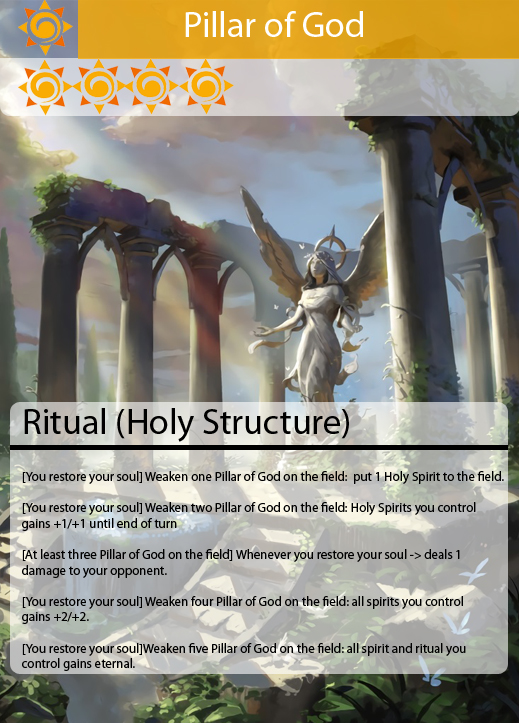 Pillar of God
Ritual (Holy Structure)
[You restore your soul] Weaken one Pillar of God on the field:  put 1 Holy Spirit to the field.
[You restore your soul] Weaken two Pillar of God on the field: Holy Spirits you control
gains +1/+1 until end of turn
[At least three Pillar of God on the field] Whenever you restore your soul -> deals 1
damage to your opponent.
[You restore your soul] Weaken four Pillar of God on the field: all spirits you control
gains +2/+2.
[You restore your soul]Weaken five Pillar of God on the field: all spirit and ritual you
control gains eternal.